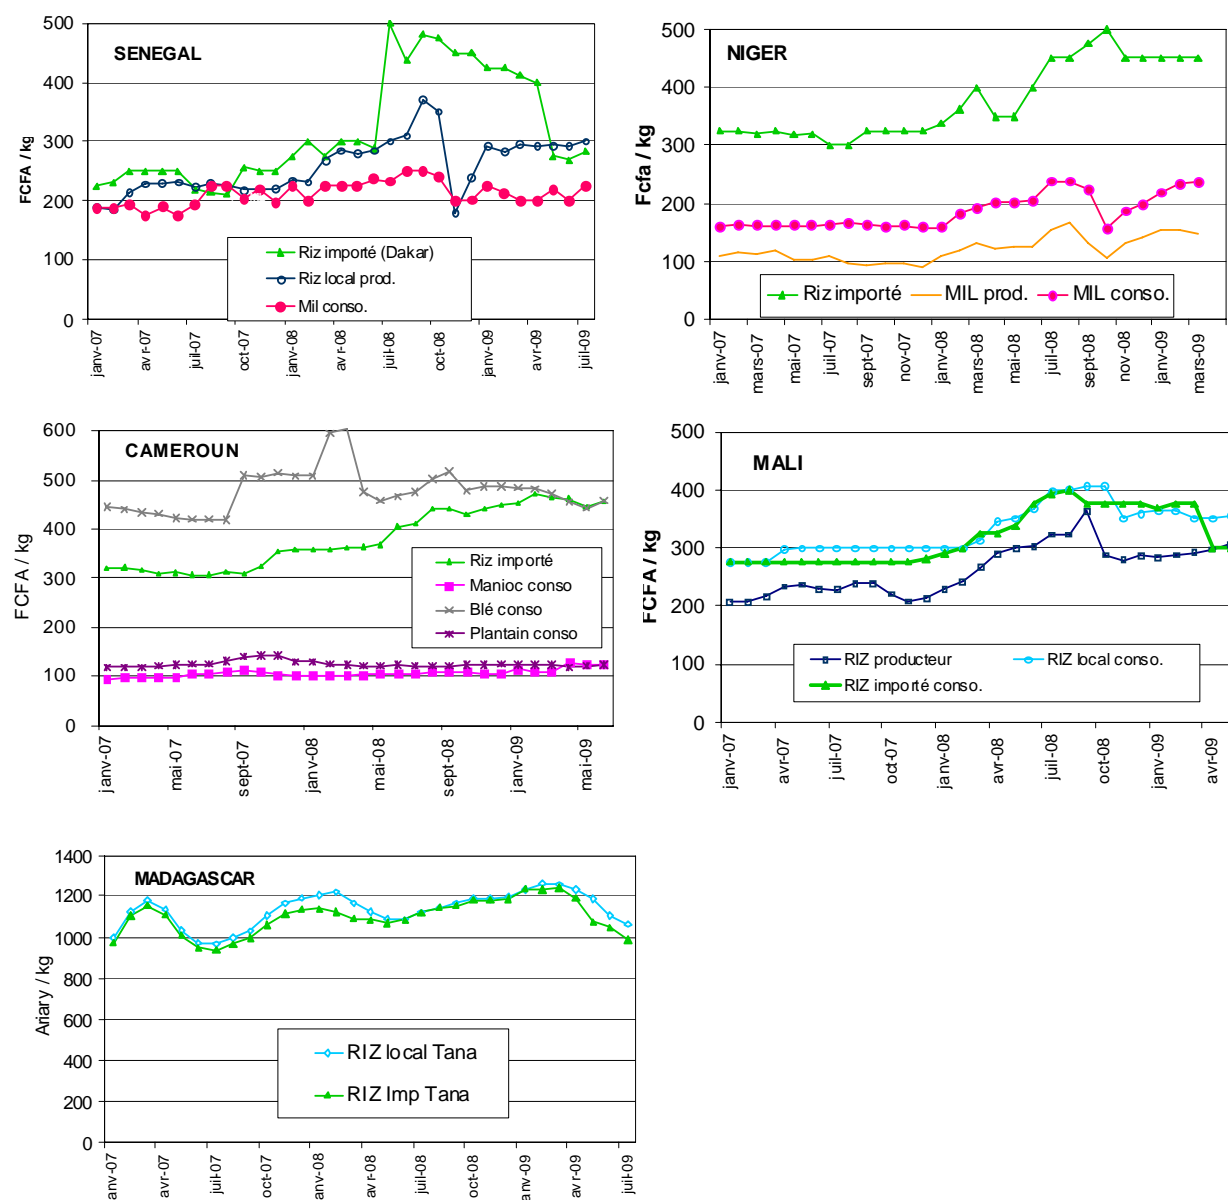 SENEGAL
FCFA / kg
500
400
300
200
100
0
Riz importé (Dakar)
Riz local prod.
Mil conso.
janv-07
avr-07
juil-07
oct-07
janv-08
avr-08
juil-08
oct-08
janv-09
avr-09
juil-09
NIGER
Fcfa / kg
500
400
300
200
100
0
Riz importé
MIL prod.
MIL conso.
janv-07
mars-07
mai-07
juil-07
sept-07
nov-07
janv-08
mars-08
mai-08
juil-08
sept-08
nov-08
janv-09
mars-09
CAMEROUN
FCFA / kg
600
500
400
300
200
100
0
Riz importé
Manioc conso
Blé conso
Plantain conso
janv-07
mai-07
sept-07
janv-08
mai-08
sept-08
janv-09
mai-09
MALI
FCFA / kg
500
400
300
200
100
0
RIZ producteur
RIZ local conso.
RIZ importé conso.
janv-07
avr-07
juil-07
oct-07
janv-08
avr-08
juil-08
oct-08
janv-09
avr-09
MADAGASCAR
Ariary / kg
1400
1200
1000
800
600
400
200
0
RIZ local Tana
RIZ Imp Tana
anv-07
avr-07
juil-07
oct-07
janv-08
avr-08
juil-08
oct-08
janv-09
avr-09
juil-09